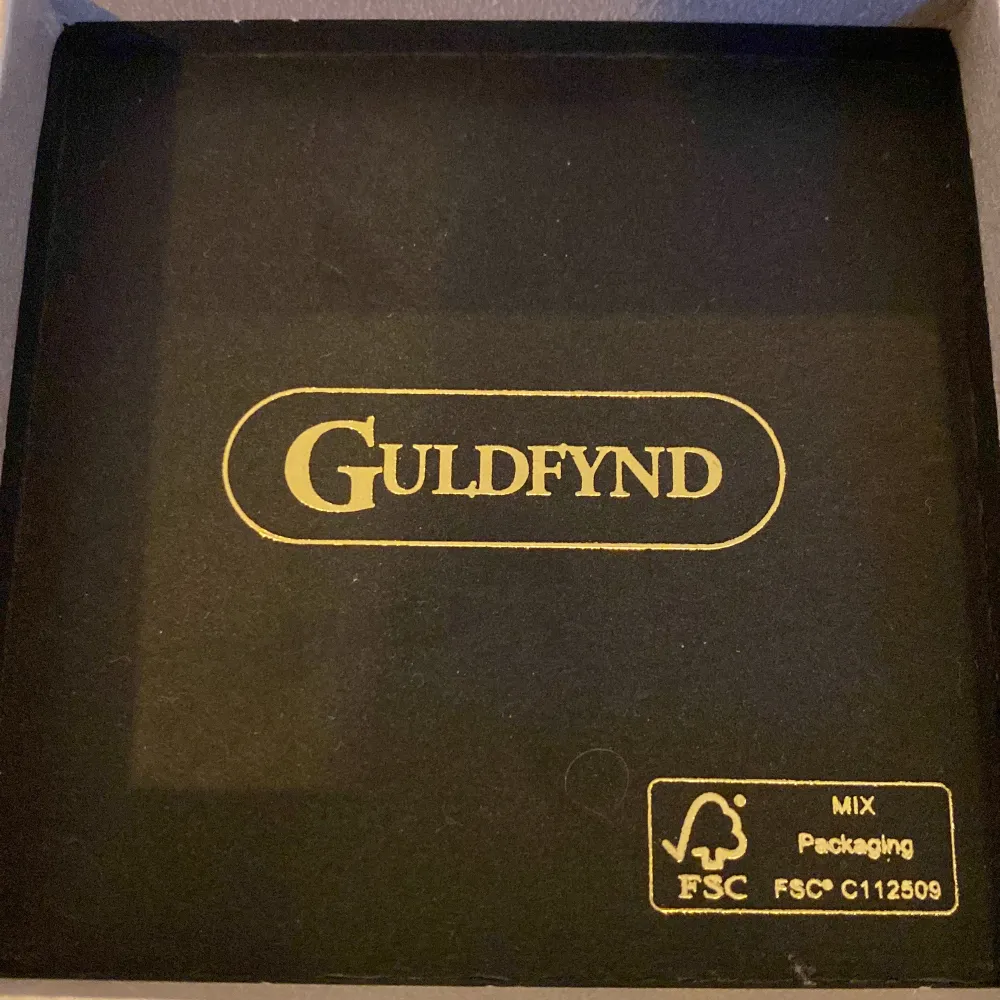 GULDFYND
MIX
Packaging
FSC
FSC® C112509